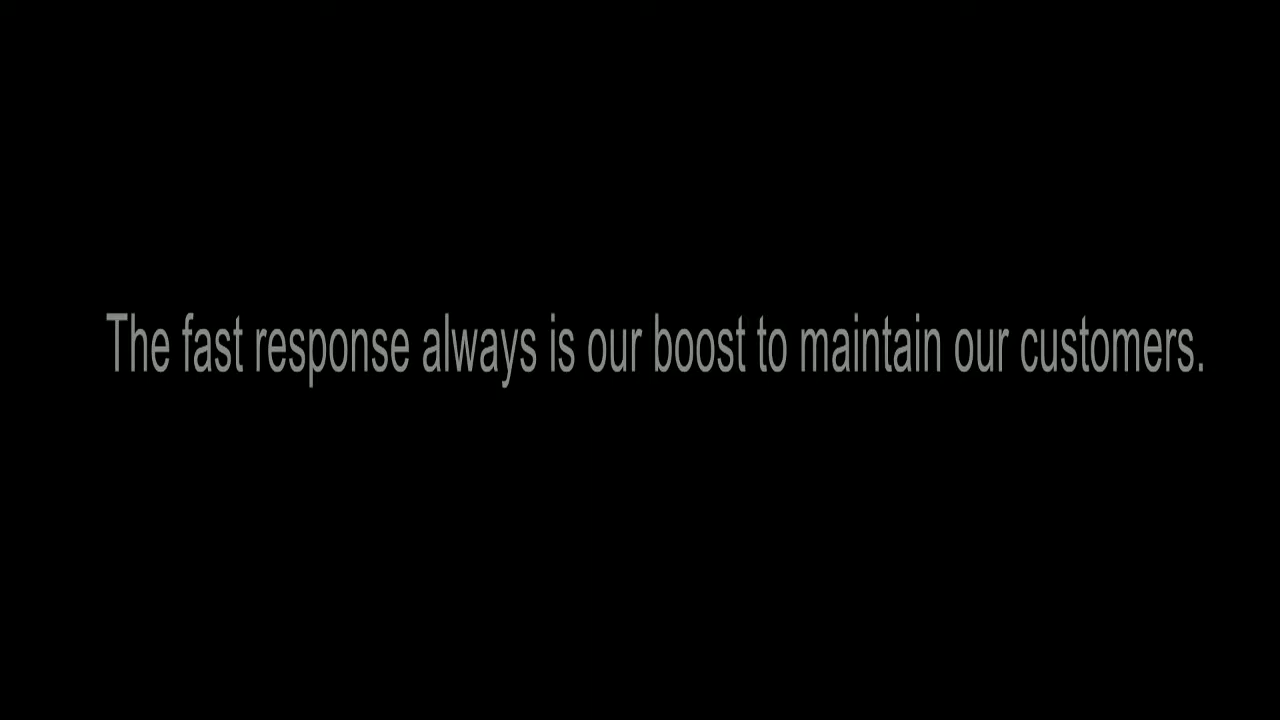 The fast response always is our boost to maintain our customers.